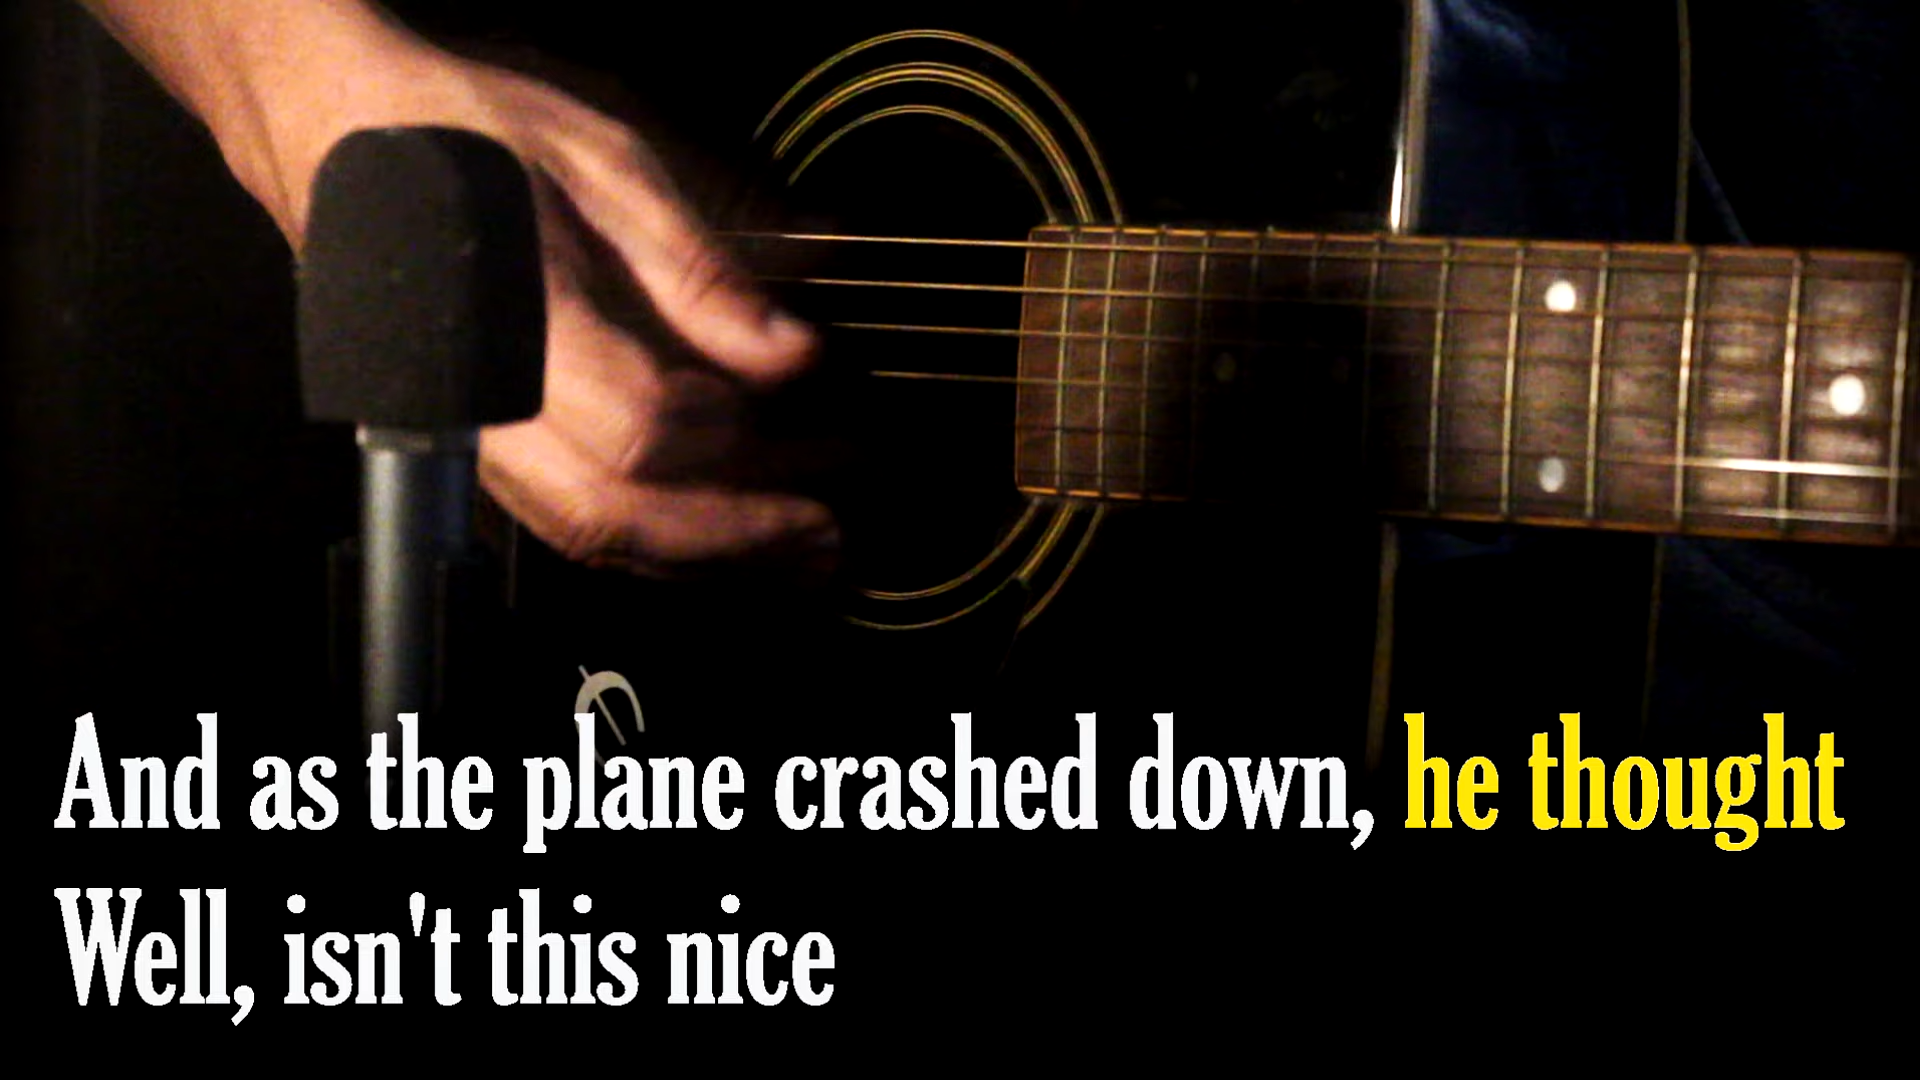 And as the plane crashed down, he thought
Well, isn't this nice